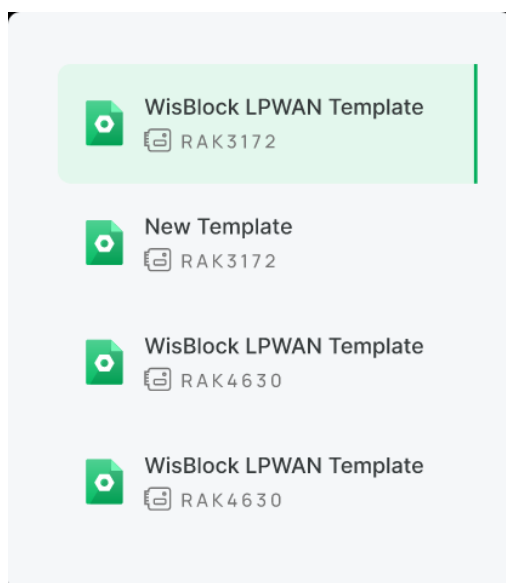 WisBlock LPWAN Template
RAK3172
New Template
RAK3172
WisBlock LPWAN Template
RAK4630
WisBlock LPWAN Template
RAK4630